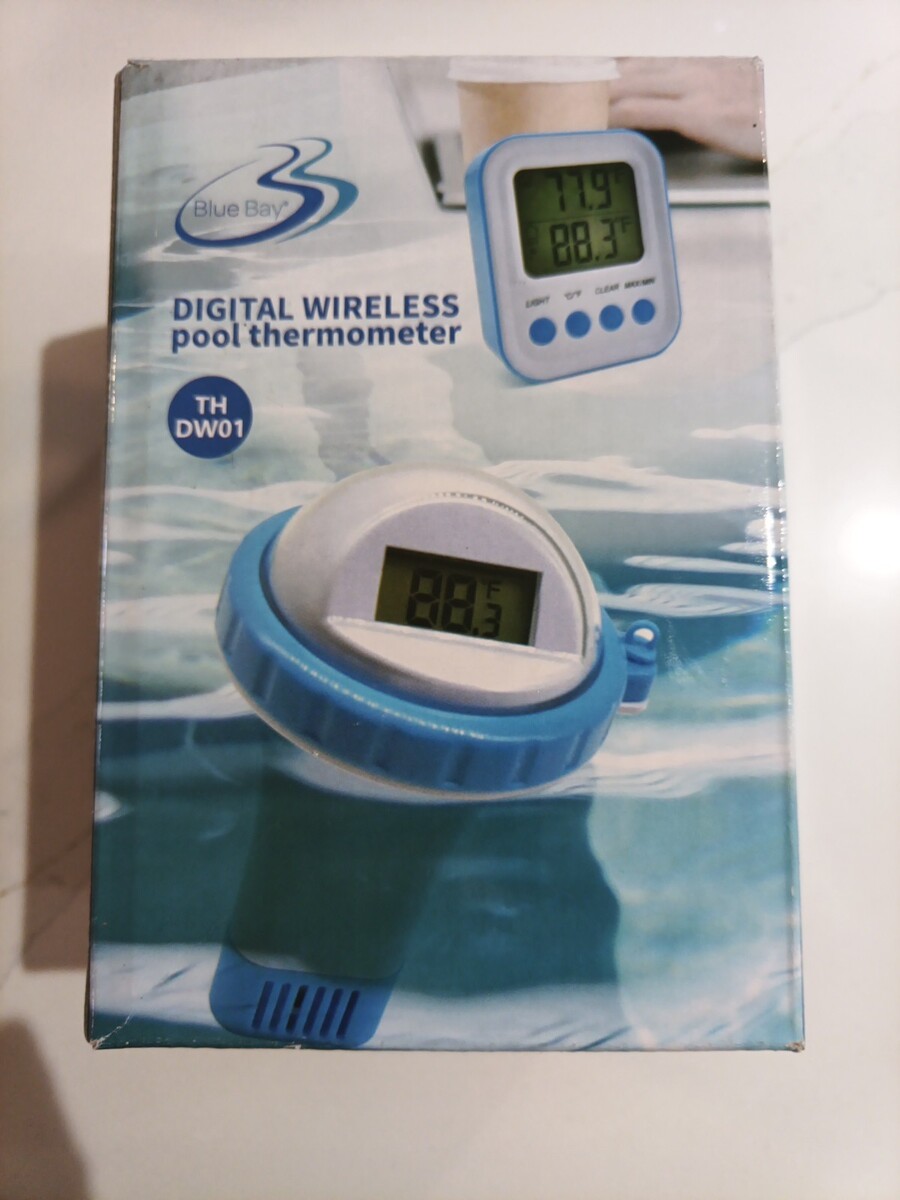 Blue Bay®
DIGITAL WIRELESS
pool thermometer
TH
DW01
77.9
88.3°F
LIGHT °C/°F CLEAR MAX/MIN
88.3 °F